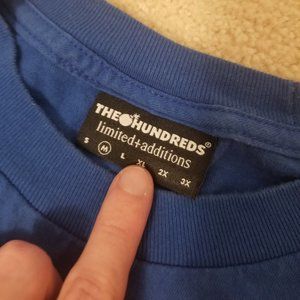 THE HUNDREDS®
limited+additions
S M L XL 2X 3X